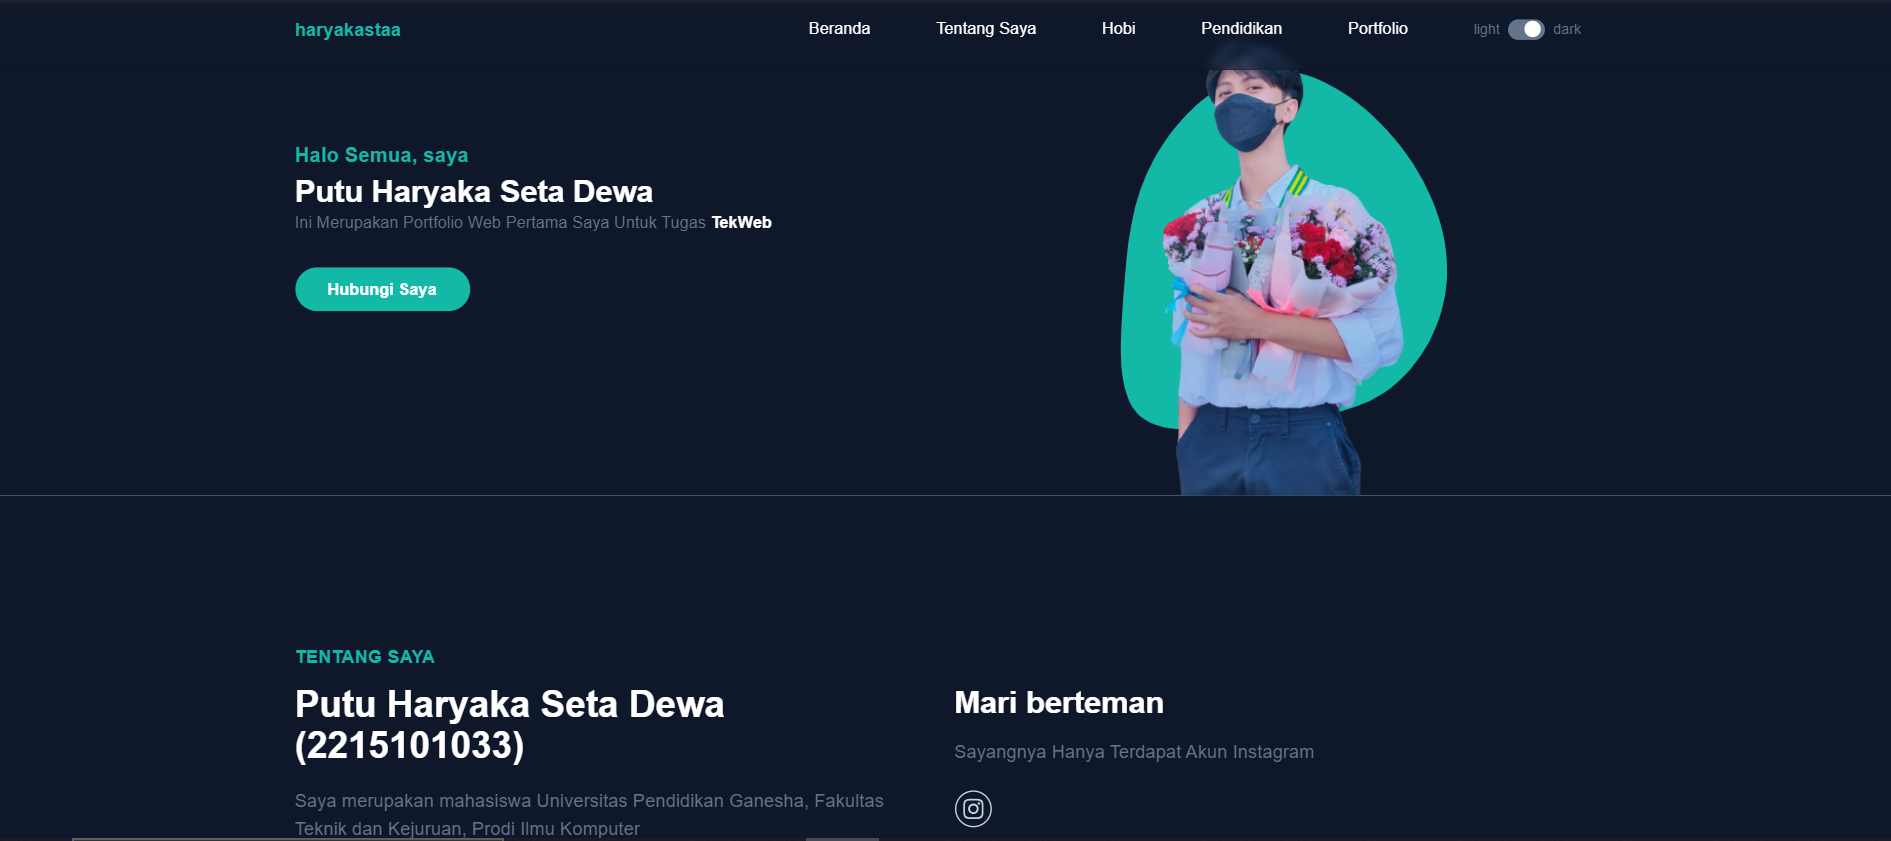 haryakastaa
Beranda
Tentang Saya
Hobi
Pendidikan
Portfolio
light
dark
Halo Semua, saya
Putu Haryaka Seta Dewa
Ini Merupakan Portfolio Web Pertama Saya Untuk Tugas TekWeb
Hubungi Saya
TENTANG SAYA
Putu Haryaka Seta Dewa
(2215101033)
Saya merupakan mahasiswa Universitas Pendidikan Ganesha, Fakultas
Teknik dan Kejuruan, Prodi Ilmu Komputer
Mari berteman
Sayangnya Hanya Terdapat Akun Instagram